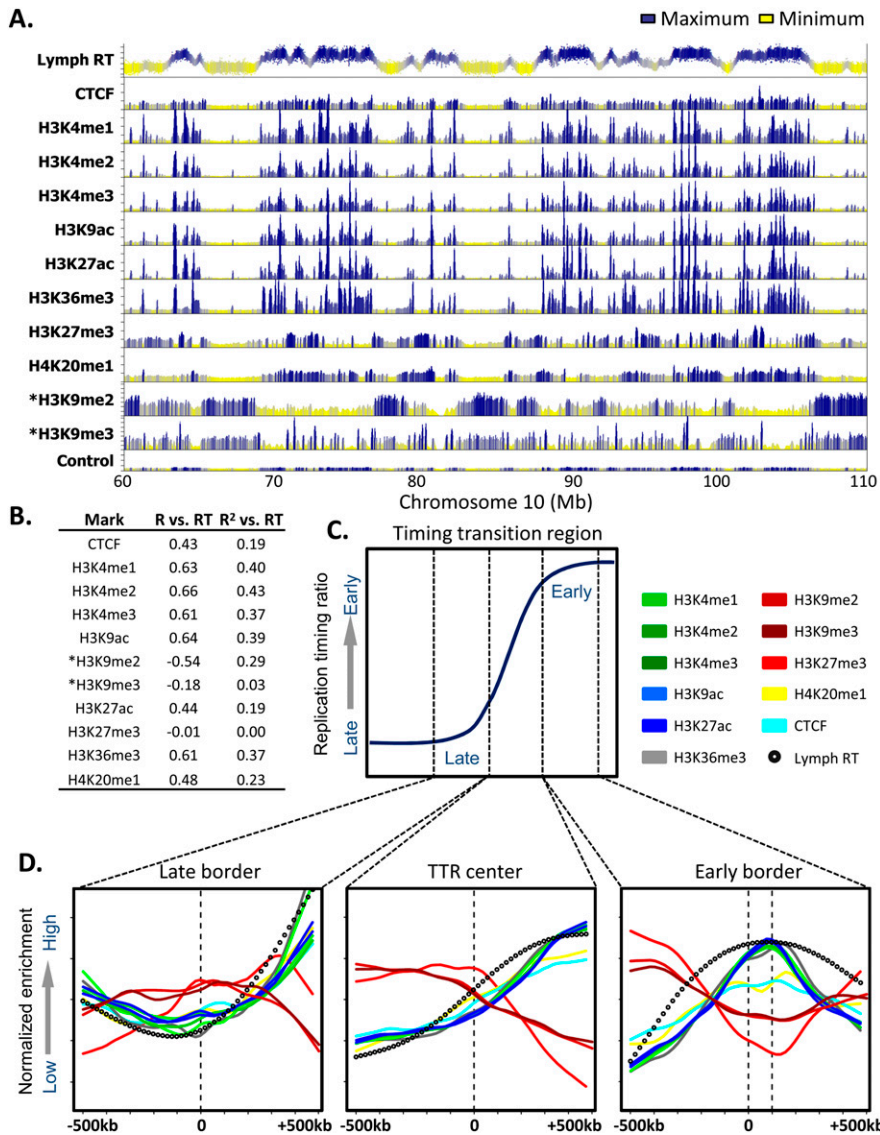 A.
Maximum Minimum
Lymph RT
CTCF
H3K4me1
H3K4me2
H3K4me3
H3K9ac
H3K27ac
H3K36me3
H3K27me3
H4K20me1
*H3K9me2
*H3K9me3
Control
60 70 80 90 100 110
Chromosome 10 (Mb)
B.
Mark R vs. RT R² vs. RT
CTCF 0.43 0.19
H3K4me1 0.63 0.40
H3K4me2 0.66 0.43
H3K4me3 0.61 0.37
H3K9ac 0.64 0.39
*H3K9me2 -0.54 0.29
*H3K9me3 -0.18 0.03
H3K27ac 0.44 0.19
H3K27me3 -0.01 0.00
H3K36me3 0.61 0.37
H4K20me1 0.48 0.23
C.
Timing transition region
Replication timing ratio
Late Early
Early
Late
H3K4me1 H3K9me2
H3K4me2 H3K9me3
H3K4me3 H3K27me3
H3K9ac H4K20me1
H3K27ac CTCF
H3K36me3 Lymph RT
D.
Late border TTR center Early border
Normalized enrichment
Low High
-500kb 0 +500kb -500kb 0 +500kb -500kb 0 +500kb